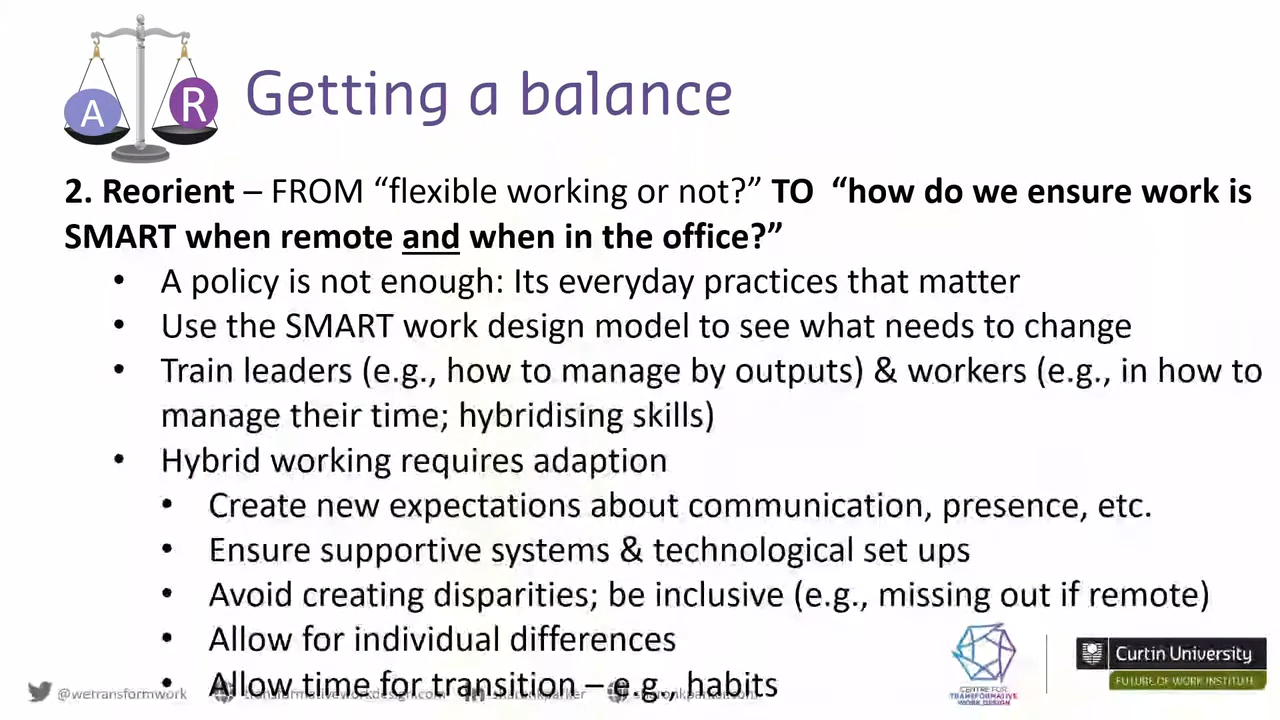 A R Getting a balance
2. Reorient – FROM “flexible working or not?” TO “how do we ensure work is
SMART when remote and when in the office?”
• A policy is not enough: Its everyday practices that matter
• Use the SMART work design model to see what needs to change
• Train leaders (e.g., how to manage by outputs) & workers (e.g., in how to
manage their time; hybridising skills)
• Hybrid working requires adaption
• Create new expectations about communication, presence, etc.
• Ensure supportive systems & technological set ups
• Avoid creating disparities; be inclusive (e.g., missing out if remote)
• Allow for individual differences
• Allow time for transition – e.g., habits
@wetransformwork transformativeworkdesign.com sharonkparker sharonkparker.com
CENTRE FOR
TRANSFORMATIVE
WORK DESIGN
Curtin University
FUTURE OF WORK INSTITUTE